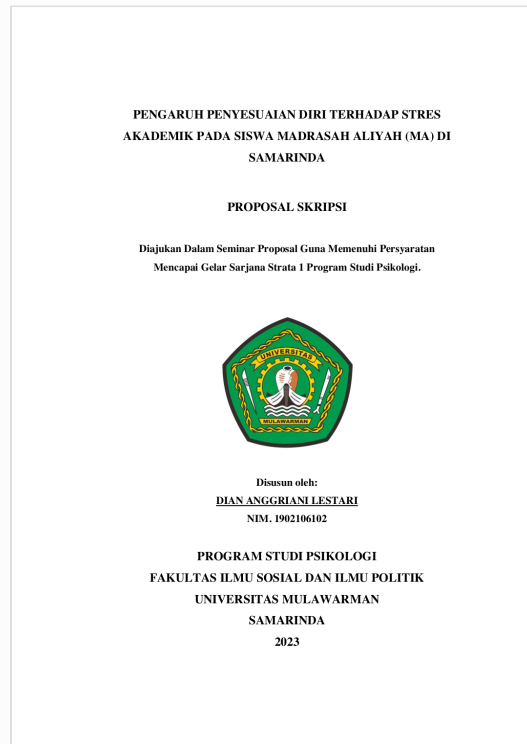 PENGARUH PENYESUAIAN DIRI TERHADAP STRES
AKADEMIK PADA SISWA MADRASAH ALIYAH (MA) DI
SAMARINDA
PROPOSAL SKRIPSI
Diajukan Dalam Seminar Proposal Guna Memenuhi Persyaratan
Mencapai Gelar Sarjana Strata 1 Program Studi Psikologi.
UNIVERSITAS
MULAWARMAN
Disusun oleh:
DIAN ANGGRIANI LESTARI
NIM. 1902106102
PROGRAM STUDI PSIKOLOGI
FAKULTAS ILMU SOSIAL DAN ILMU POLITIK
UNIVERSITAS MULAWARMAN
SAMARINDA
2023